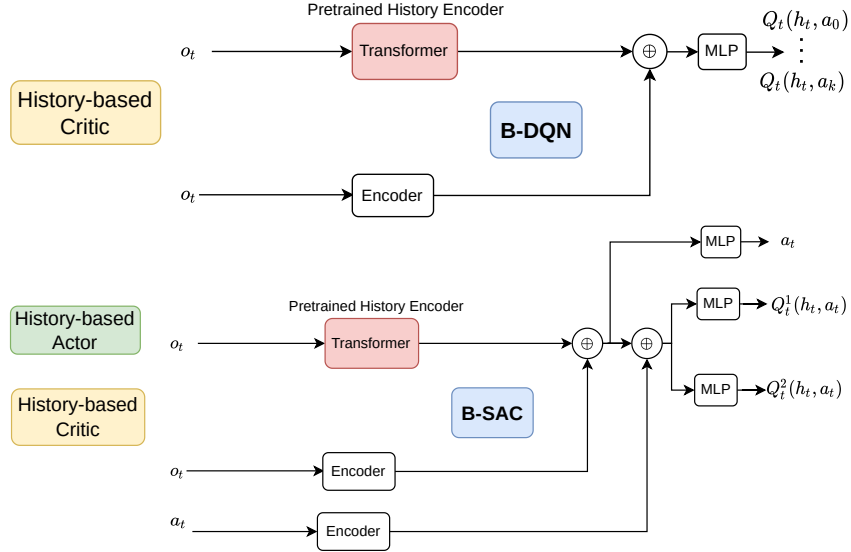 Pretrained History Encoder
o_t
Transformer
⊕
MLP
Q_t(h_t, a_0)
⋮
Q_t(h_t, a_k)
History-based
Critic
B-DQN
o_t
Encoder
MLP
a_t
Pretrained History Encoder
History-based
Actor
o_t
Transformer
⊕
⊕
MLP
Q_t^1(h_t, a_t)
MLP
Q_t^2(h_t, a_t)
History-based
Critic
B-SAC
o_t
Encoder
a_t
Encoder